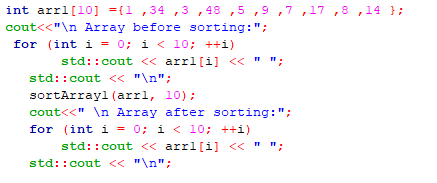 int arr1[10] ={1 ,34 ,3 ,48 ,5 ,9 ,7 ,17 ,8 ,14 };
cout<<"\n Array before sorting:";
for (int i = 0; i < 10; ++i)
std::cout << arr1[i] << " ";
std::cout << "\n";
sortArray1(arr1, 10);
cout<<" \n Array after sorting:";
for (int i = 0; i < 10; ++i)
std::cout << arr1[i] << " ";
std::cout << "\n";